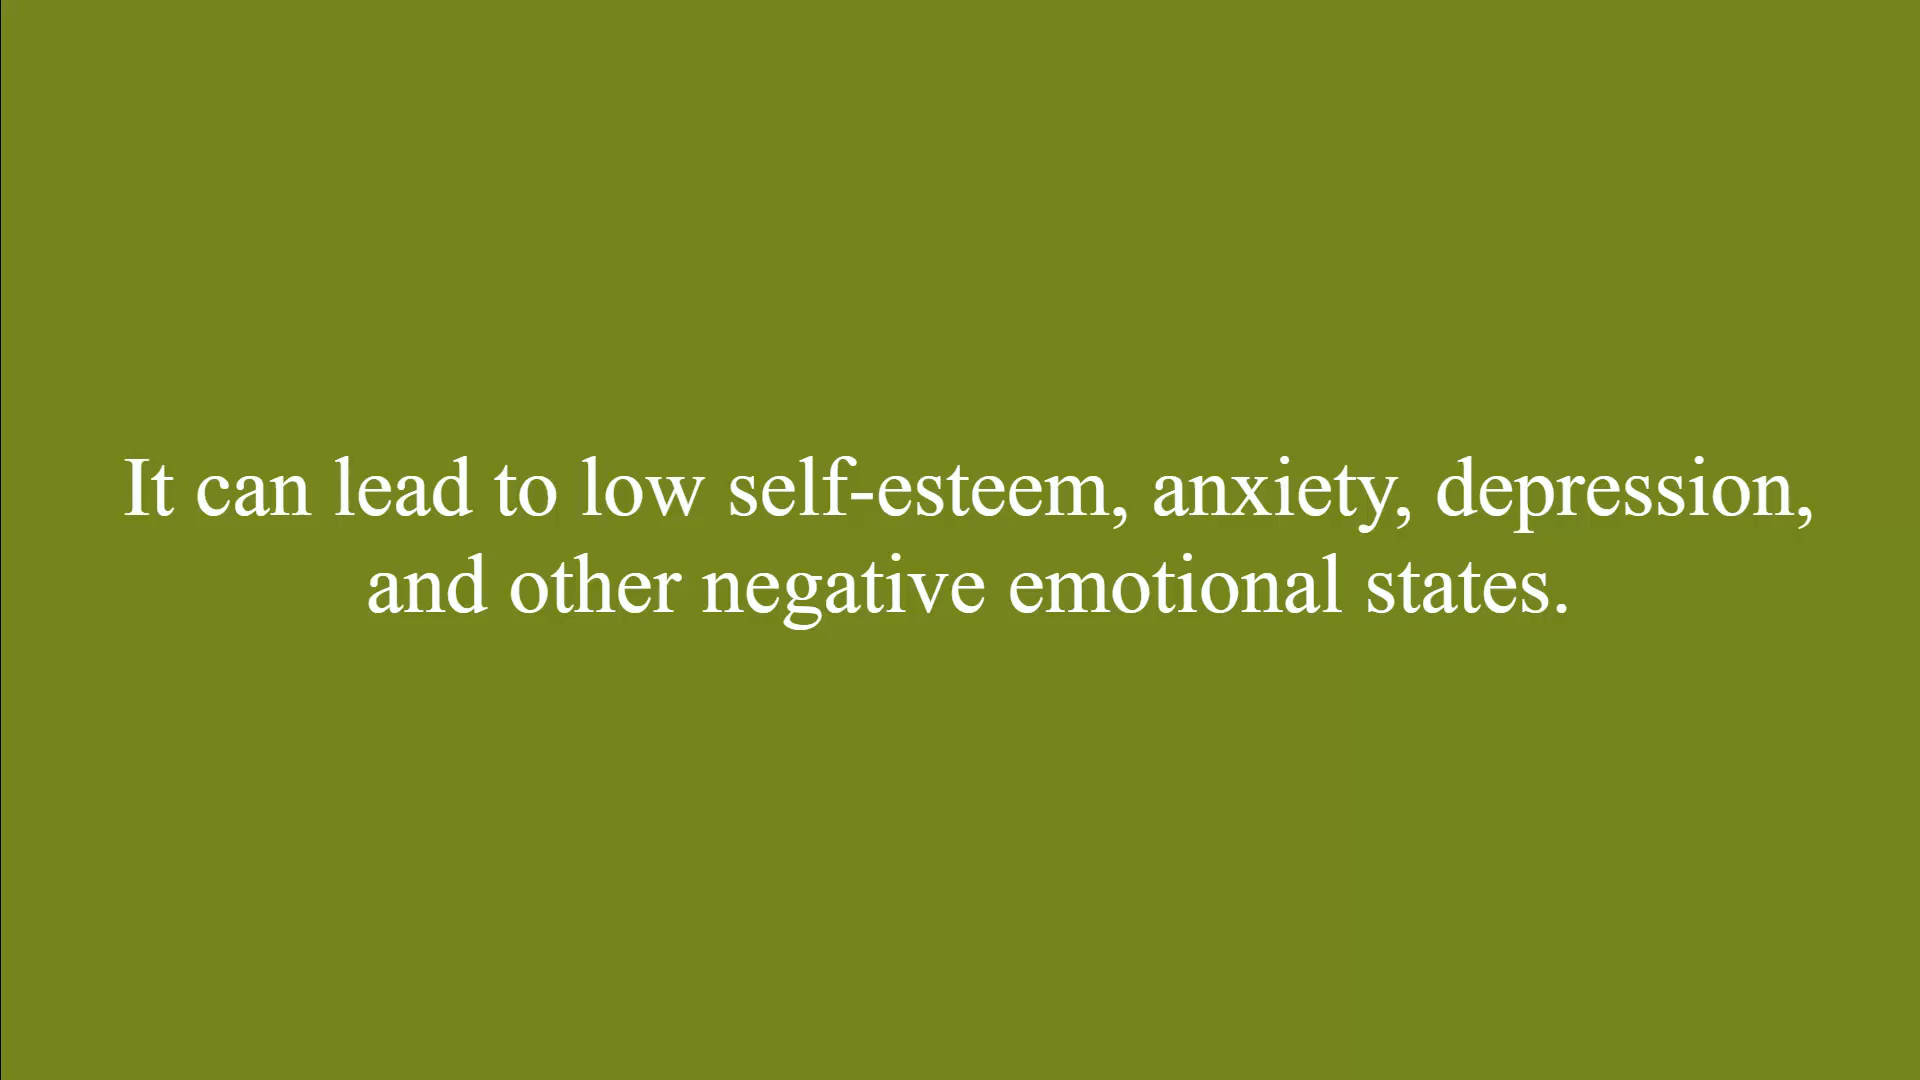 It can lead to low self-esteem, anxiety, depression,
and other negative emotional states.